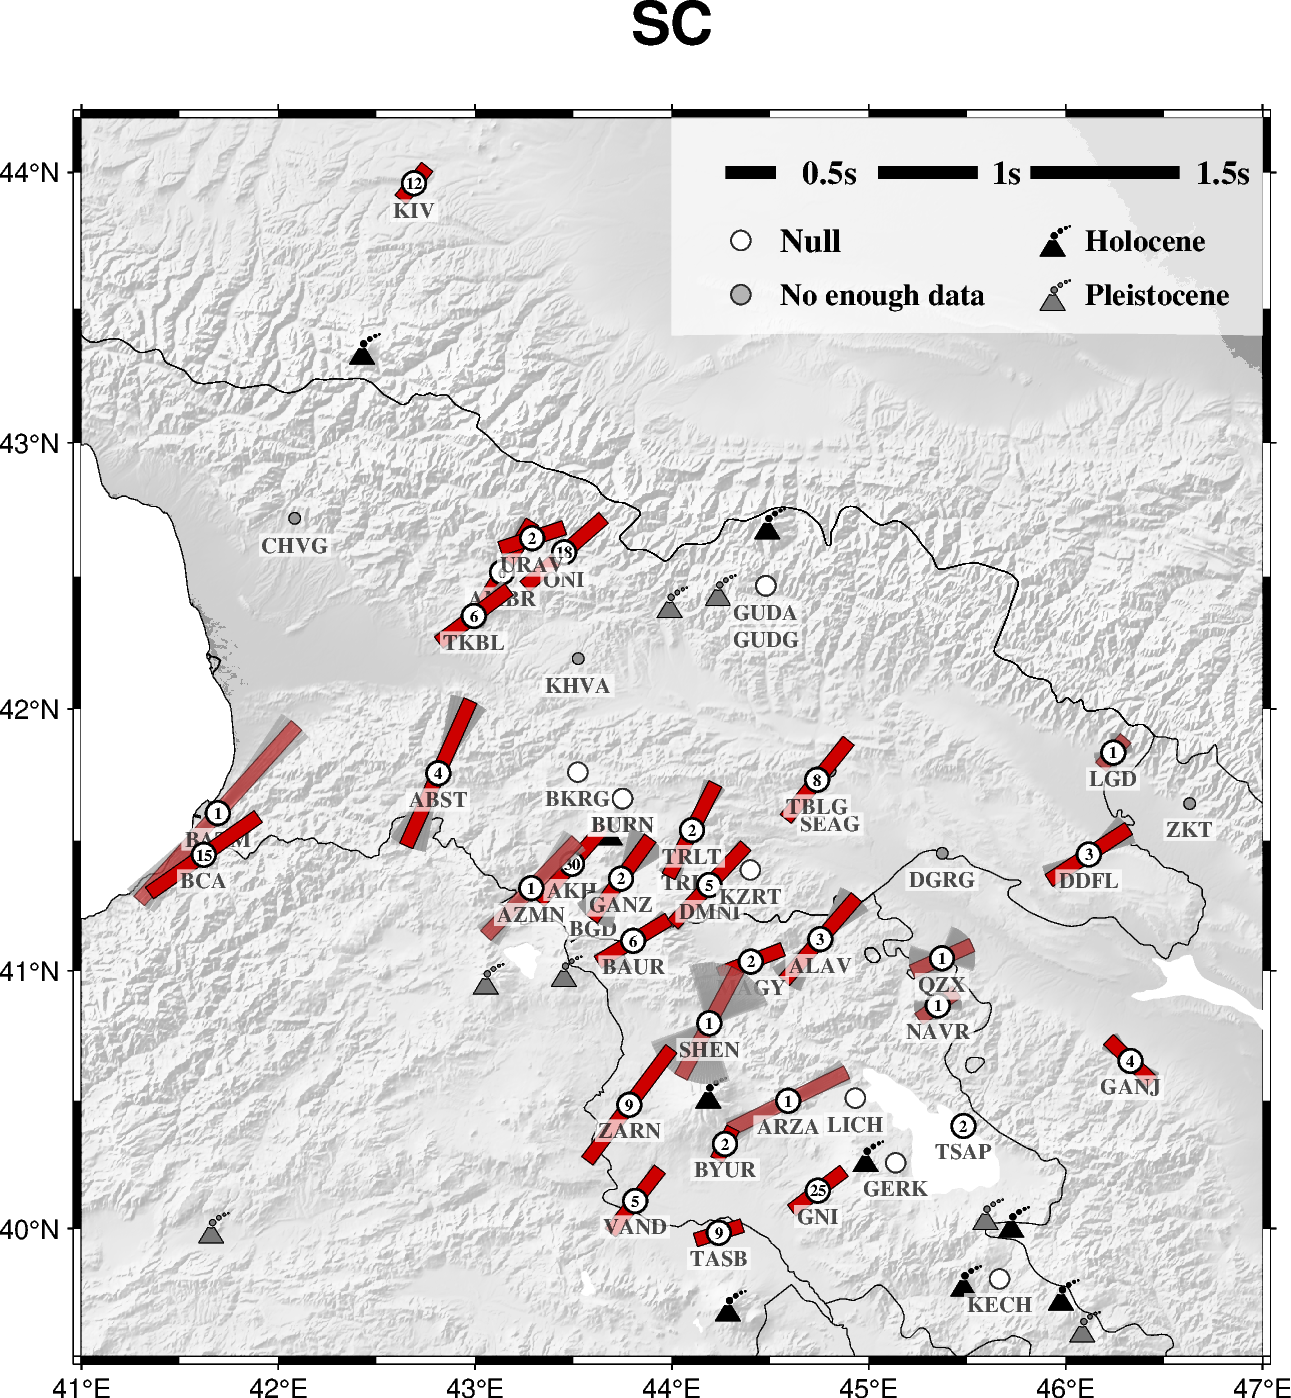 SC
0.5s 1s 1.5s
Null Holocene
No enough data Pleistocene
44°N
43°N
42°N
41°N
40°N
12
KIV
CHVG
2
18
URAV
ONI
6
TKBL
GUDA
GUDG
KHVA
4
ABST
1
15
BCA
BKRG
BURN
8
TBLG
SEAG
1
LGD
ZKT
2
TRLT
30
AKH
1
AZMN
2
GANZ
BGD
5
DMNI
KZRT
DGRG
3
DDFL
6
BAUR
3
ALAV
2
1
QZX
1
NAVR
1
SHEN
4
GANJ
9
ZARN
1
ARZA
LICH
2
TSAP
2
BYUR
GERK
25
GNI
5
VAND
9
TASB
KECH
41°E 42°E 43°E 44°E 45°E 46°E 47°E